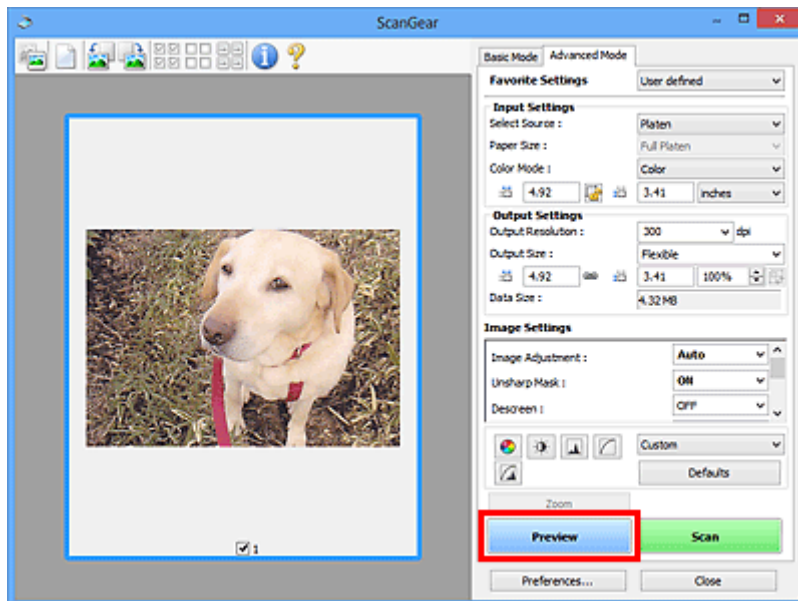 ScanGear
Basic Mode Advanced Mode
Favorite Settings User defined
Input Settings
Select Source : Platen
Paper Size : Full Platen
Color Mode : Color
4.92 3.41 inches
Output Settings
Output Resolution : 300 dpi
Output Size : Flexible
4.92 3.41 100%
Data Size : 4.32 MB
Image Settings
Image Adjustment : Auto
Unsharp Mask : ON
Descreen : OFF
Custom
Defaults
Zoom
Preview Scan
1
Preferences... Close